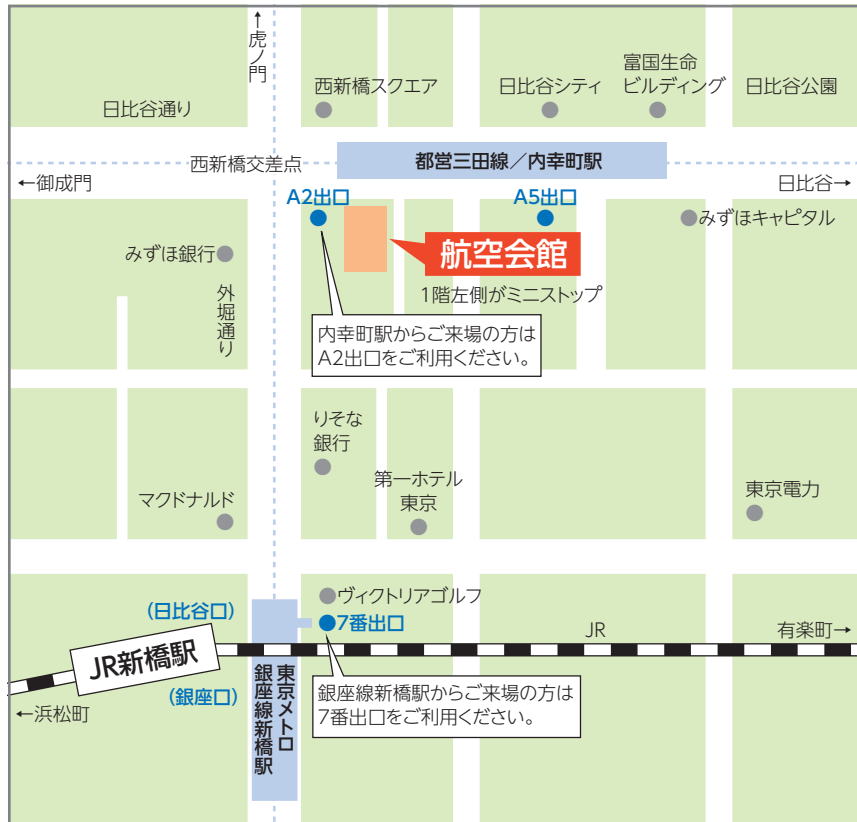 ←虎ノ門
西新橋スクエア
日比谷シティ
富国生命
ビルディング
日比谷公園
日比谷通り
西新橋交差点
都営三田線／内幸町駅
←御成門
日比谷→
A2出口
A5出口
みずほキャピタル
みずほ銀行
航空会館
1階左側がミニストップ
外堀通り
内幸町駅からご来場の方は
A2出口をご利用ください。
りそな
銀行
第一ホテル
東京
マクドナルド
東京電力
ヴィクトリアゴルフ
(日比谷口)
7番出口
JR
有楽町→
JR新橋駅
(銀座口)
東京メトロ
銀座線新橋駅
銀座線新橋駅からご来場の方は
7番出口をご利用ください。
←浜松町